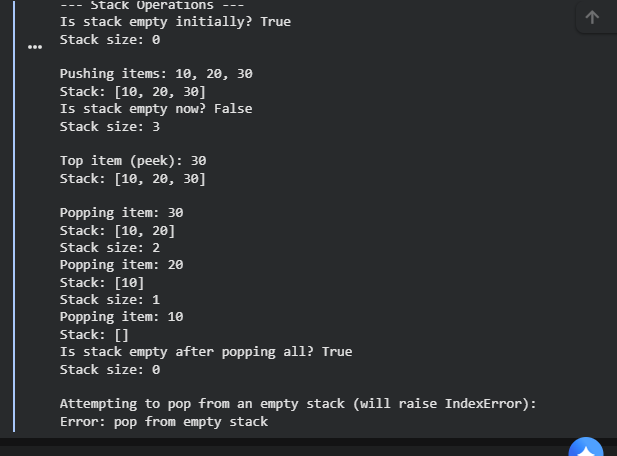 --- Stack Operations ---
Is stack empty initially? True
Stack size: 0
Pushing items: 10, 20, 30
Stack: [10, 20, 30]
Is stack empty now? False
Stack size: 3
Top item (peek): 30
Stack: [10, 20, 30]
Popping item: 30
Stack: [10, 20]
Stack size: 2
Popping item: 20
Stack: [10]
Stack size: 1
Popping item: 10
Stack: []
Is stack empty after popping all? True
Stack size: 0
Attempting to pop from an empty stack (will raise IndexError):
Error: pop from empty stack